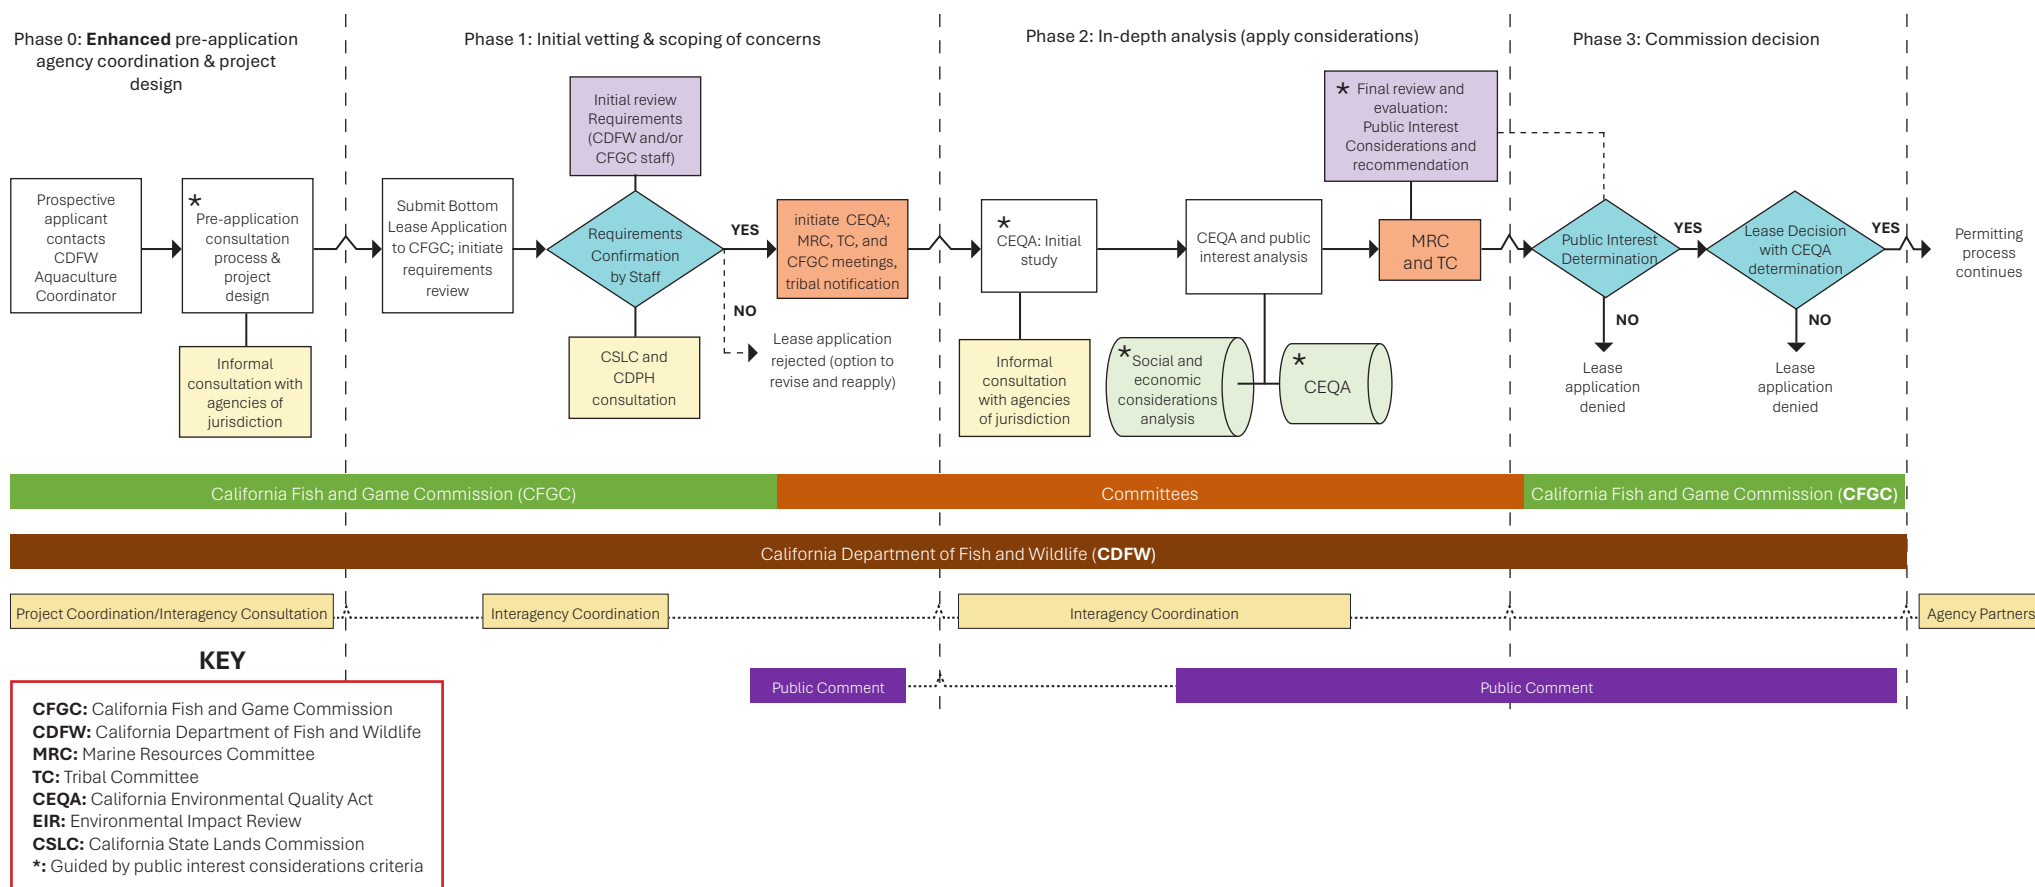 Phase 0: Enhanced pre-application
agency coordination & project
design
Phase 1: Initial vetting & scoping of concerns
Phase 2: In-depth analysis (apply considerations)
Phase 3: Commission decision
Prospective
applicant
contacts
CDFW
Aquaculture
Coordinator
*
Pre-application
consultation
process &
project
design
Informal
consultation with
agencies of
jurisdiction
Submit Bottom
Lease Application
to CFGC; initiate
requirements
review
Initial review
Requirements
(CDFW and/or
CFGC staff)
Requirements
Confirmation
by Staff
CSLC and
CDPH
consultation
YES
NO
Lease application
rejected (option to
revise and reapply)
initiate CEQA;
MRC, TC, and
CFGC meetings,
tribal notification
*
CEQA: Initial
study
Informal
consultation
with agencies
of jurisdiction
CEQA and public
interest analysis
* Social and
economic
considerations
analysis
*
CEQA
* Final review and
evaluation:
Public Interest
Considerations and
recommendation
MRC
and TC
Public Interest
Determination
YES
NO
Lease
application
denied
Lease Decision
with CEQA
determination
YES
NO
Lease
application
denied
Permitting
process
continues
California Fish and Game Commission (CFGC)
Committees
California Fish and Game Commission (CFGC)
California Department of Fish and Wildlife (CDFW)
Project Coordination/Interagency Consultation
Interagency Coordination
Interagency Coordination
Agency Partners
Public Comment
Public Comment
KEY
CFGC: California Fish and Game Commission
CDFW: California Department of Fish and Wildlife
MRC: Marine Resources Committee
TC: Tribal Committee
CEQA: California Environmental Quality Act
EIR: Environmental Impact Review
CSLC: California State Lands Commission
*: Guided by public interest considerations criteria